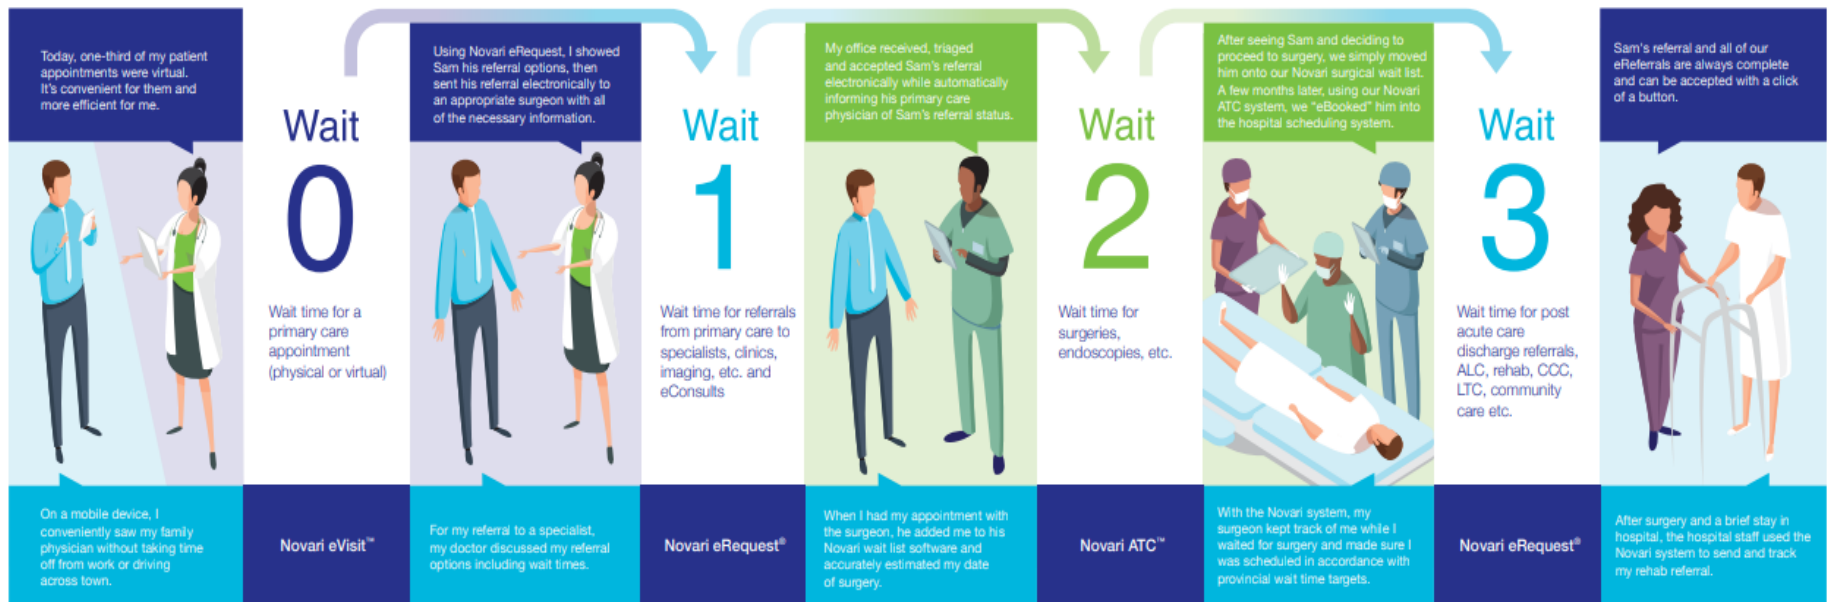 Today, one-third of my patient
appointments were virtual.
It's convenient for them and
more efficient for me.
On a mobile device, I
conveniently saw my family
physician without taking time
off from work or driving
across town.
Wait
0
Wait time for a
primary care
appointment
(physical or virtual)
Novari eVisit™
Using Novari eRequest, I showed
Sam his referral options, then
sent his referral electronically to
an appropriate surgeon with all
of the necessary information.
For my referral to a specialist,
my doctor discussed my referral
options including wait times.
Wait
1
Wait time for referrals
from primary care to
specialists, clinics,
imaging, etc. and
eConsults
Novari eRequest®
My office received, triaged
and accepted Sam's referral
electronically while automatically
informing his primary care
physician of Sam's referral status.
When I had my appointment with
the surgeon, he added me to his
Novari wait list software and
accurately estimated my date
of surgery.
Wait
2
Wait time for
surgeries,
endoscopies, etc.
Novari ATC™
After seeing Sam and deciding to
proceed to surgery, we simply moved
him onto our Novari surgical wait list.
A few months later, using our Novari
ATC system, we “eBooked” him into
the hospital scheduling system.
With the Novari system, my
surgeon kept track of me while I
waited for surgery and made sure I
was scheduled in accordance with
provincial wait time targets.
Wait
3
Wait time for post
acute care
discharge referrals,
ALC, rehab, CCC,
LTC, community
care etc.
Novari eRequest®
Sam's referral and all of our
eReferrals are always complete
and can be accepted with a click
of a button.
After surgery and a brief stay in
hospital, the hospital staff used the
Novari system to send and track
my rehab referral.